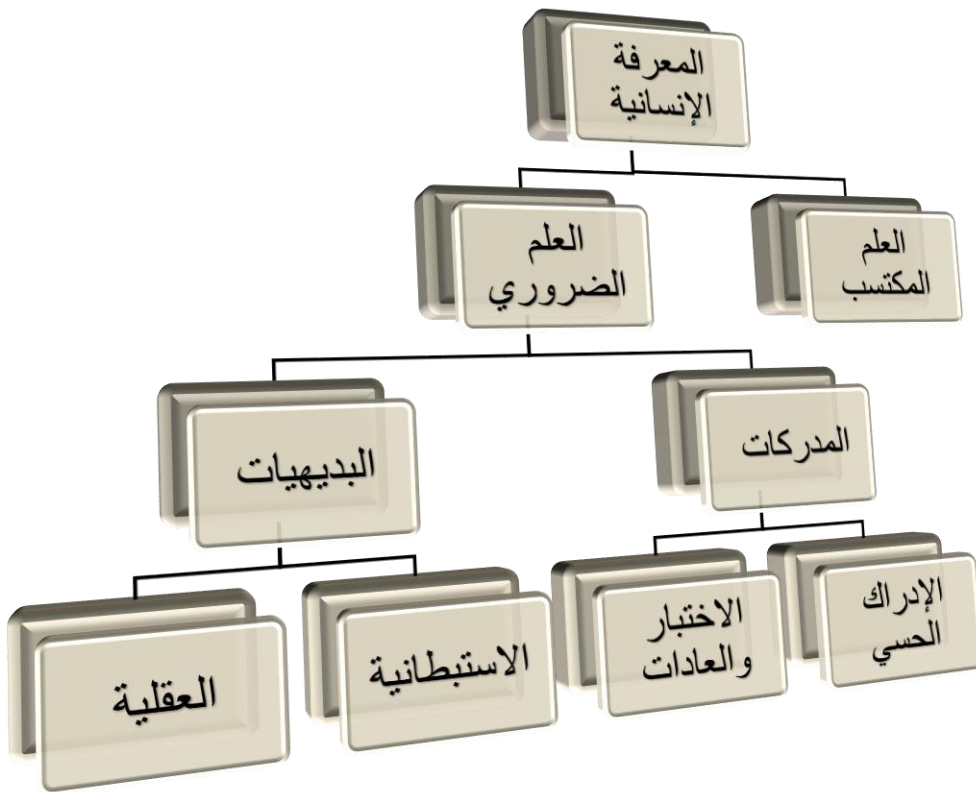 المعرفة
الإنسانية
العلم
المكتسب
العلم
الضروري
المدركات
البديهيات
الإدراك
الحسي
الاختبار
والعادات
الاستبطانية
العقلية